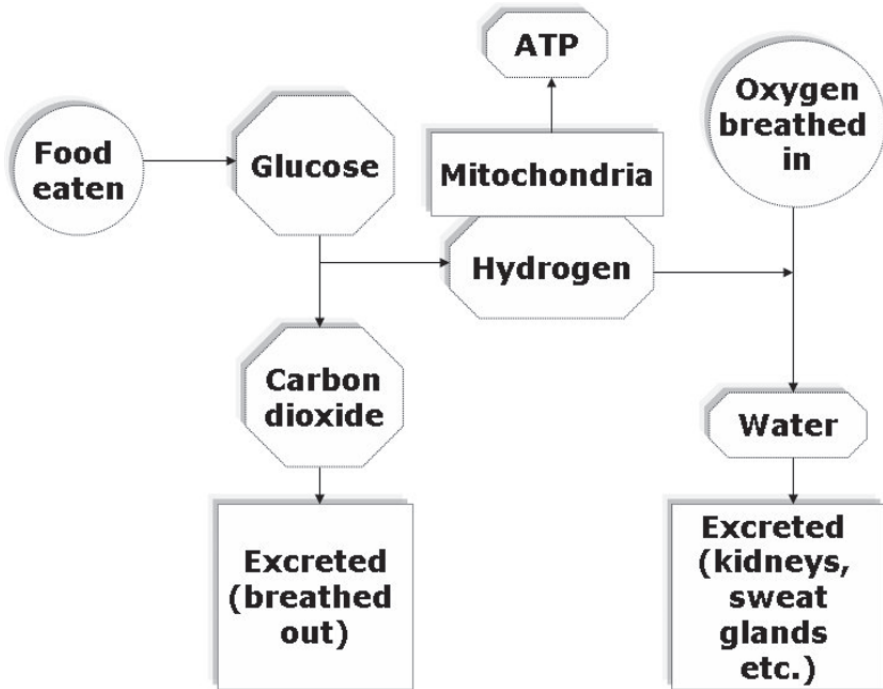 ATP
Oxygen
breathed
in
Food
eaten
Glucose
Mitochondria
Hydrogen
Carbon
dioxide
Water
Excreted
(breathed
out)
Excreted
(kidneys,
sweat
glands
etc.)